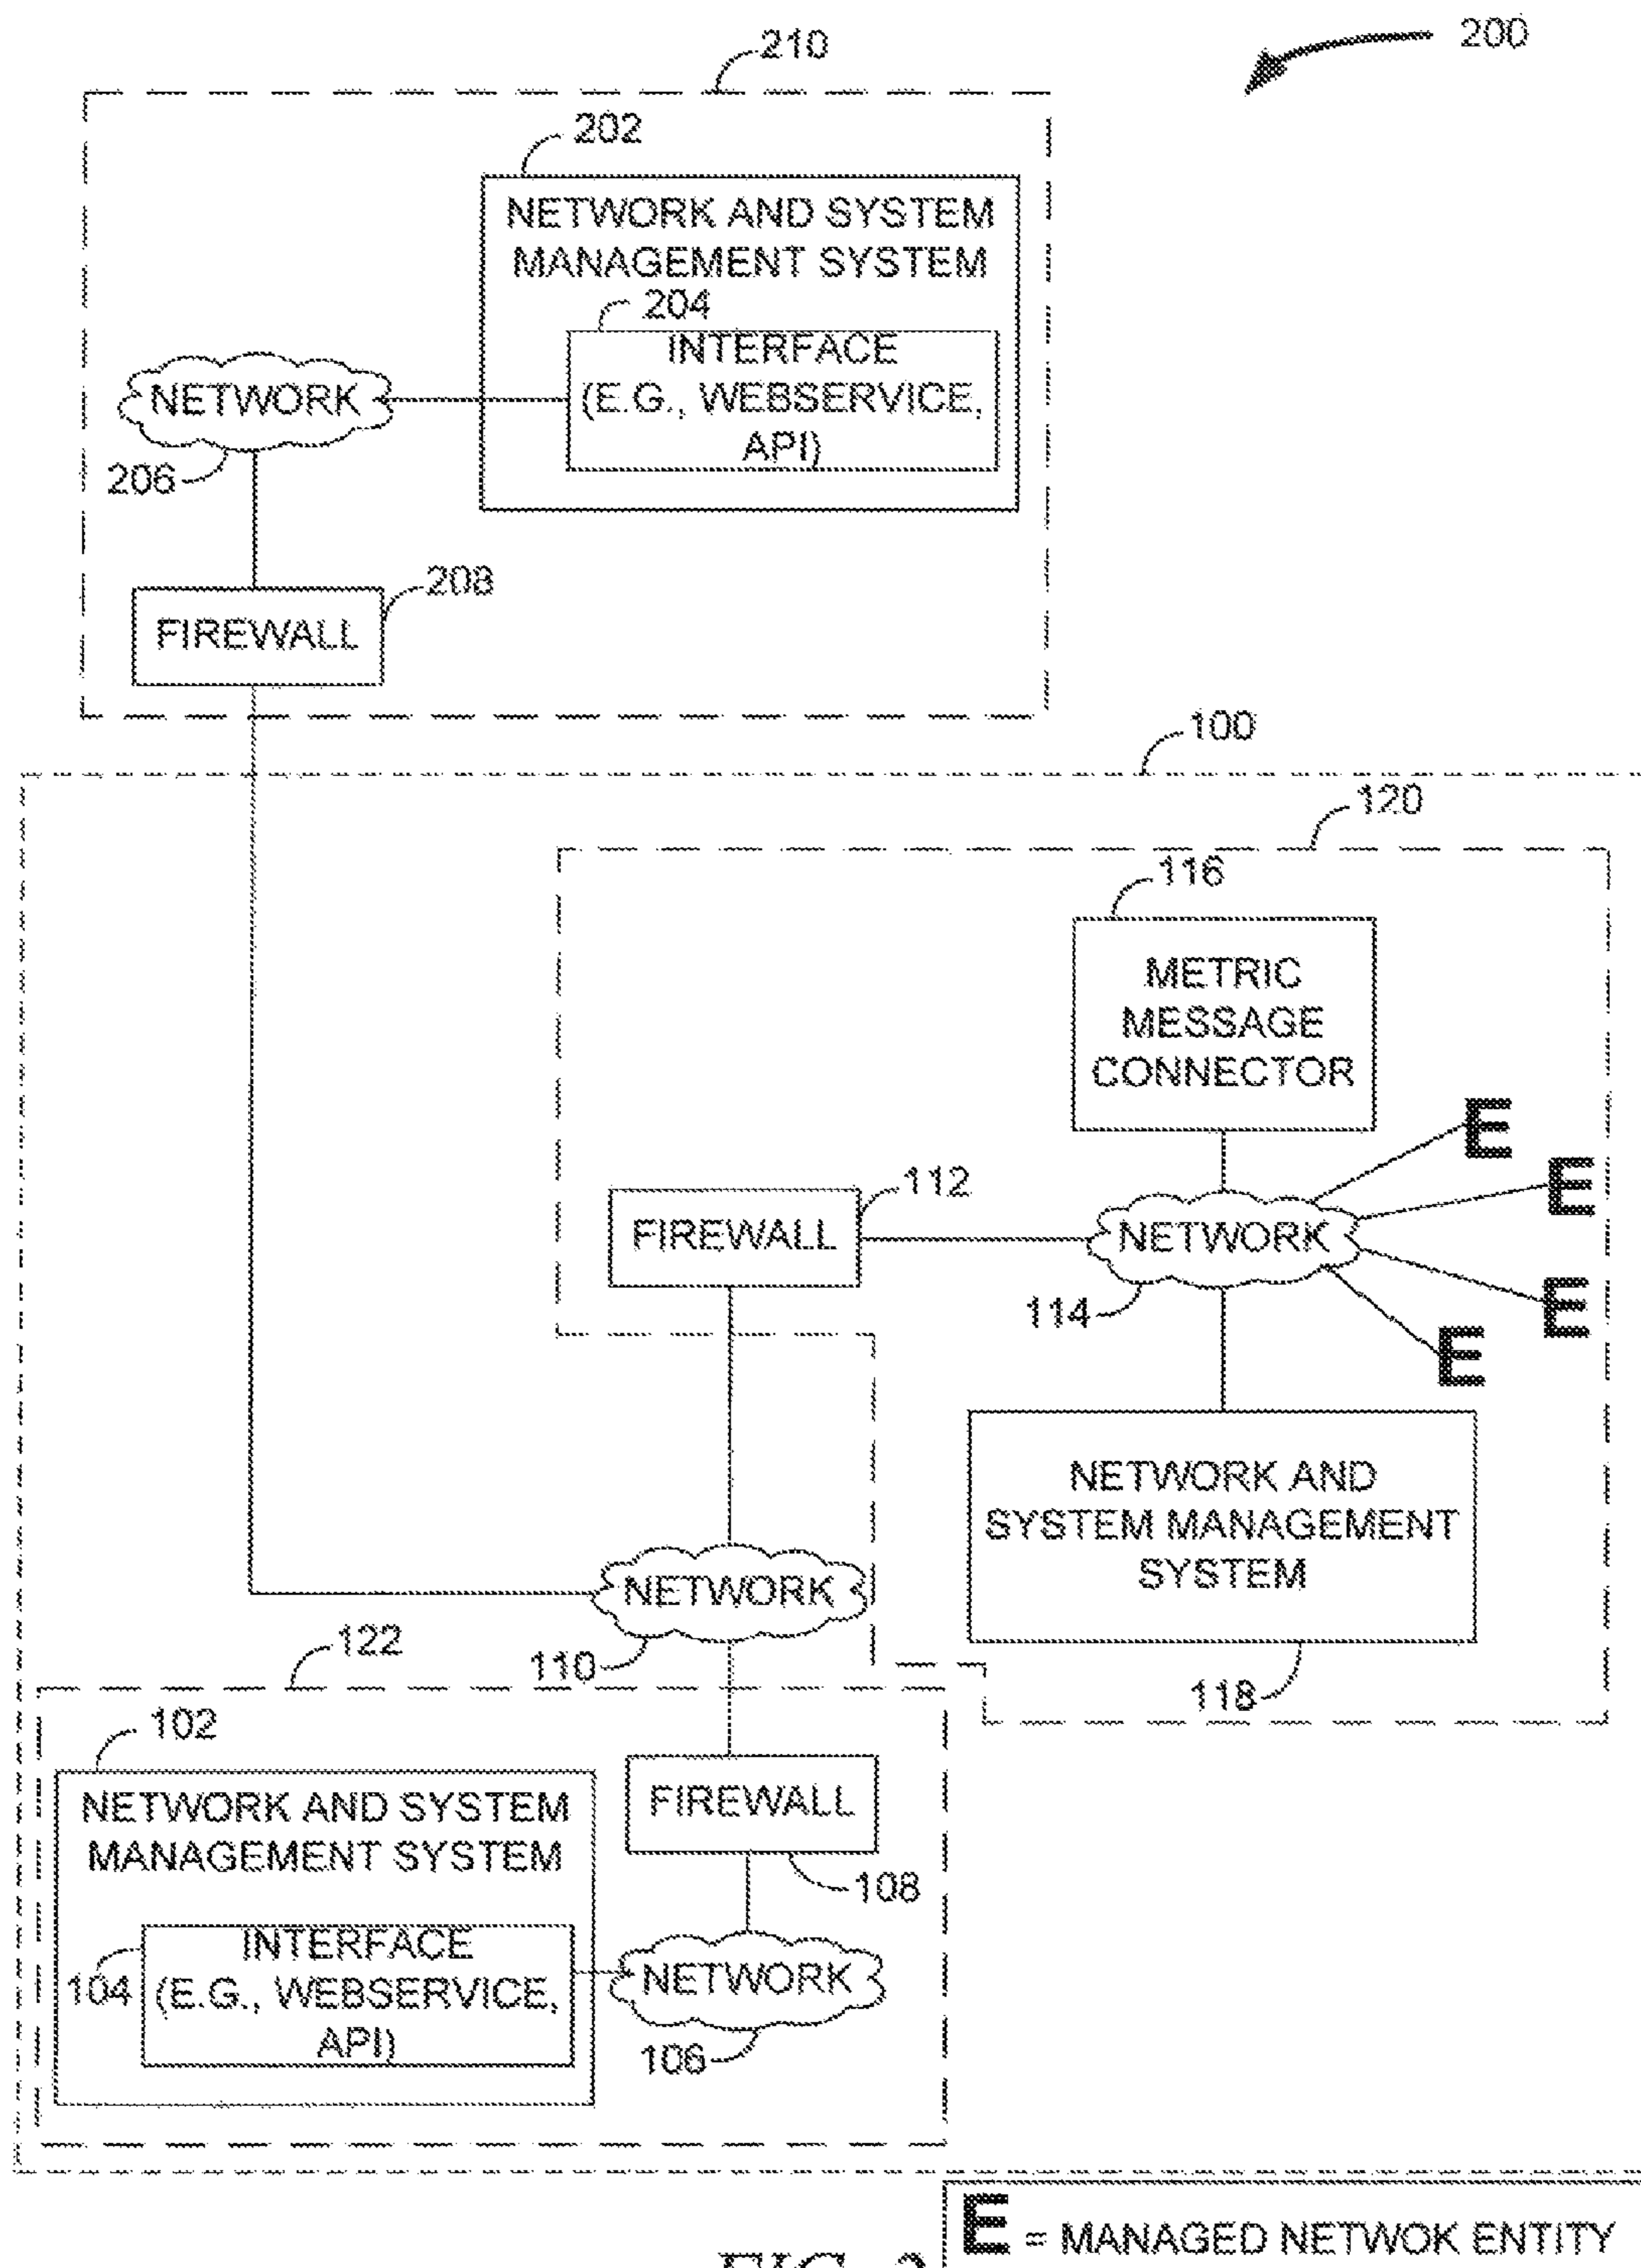 200
210
202
NETWORK AND SYSTEM
MANAGEMENT SYSTEM
204
INTERFACE
(E.G., WEBSERVICE,
API)
NETWORK
206
208
FIREWALL
100
120
116
METRIC
MESSAGE
CONNECTOR
E
E
112
FIREWALL
NETWORK
114
E
E
NETWORK AND
SYSTEM MANAGEMENT
SYSTEM
118
NETWORK
110
122
102
NETWORK AND SYSTEM
MANAGEMENT SYSTEM
FIREWALL
108
104
INTERFACE
(E.G., WEBSERVICE,
API)
NETWORK
106
E = MANAGED NETWOK ENTITY